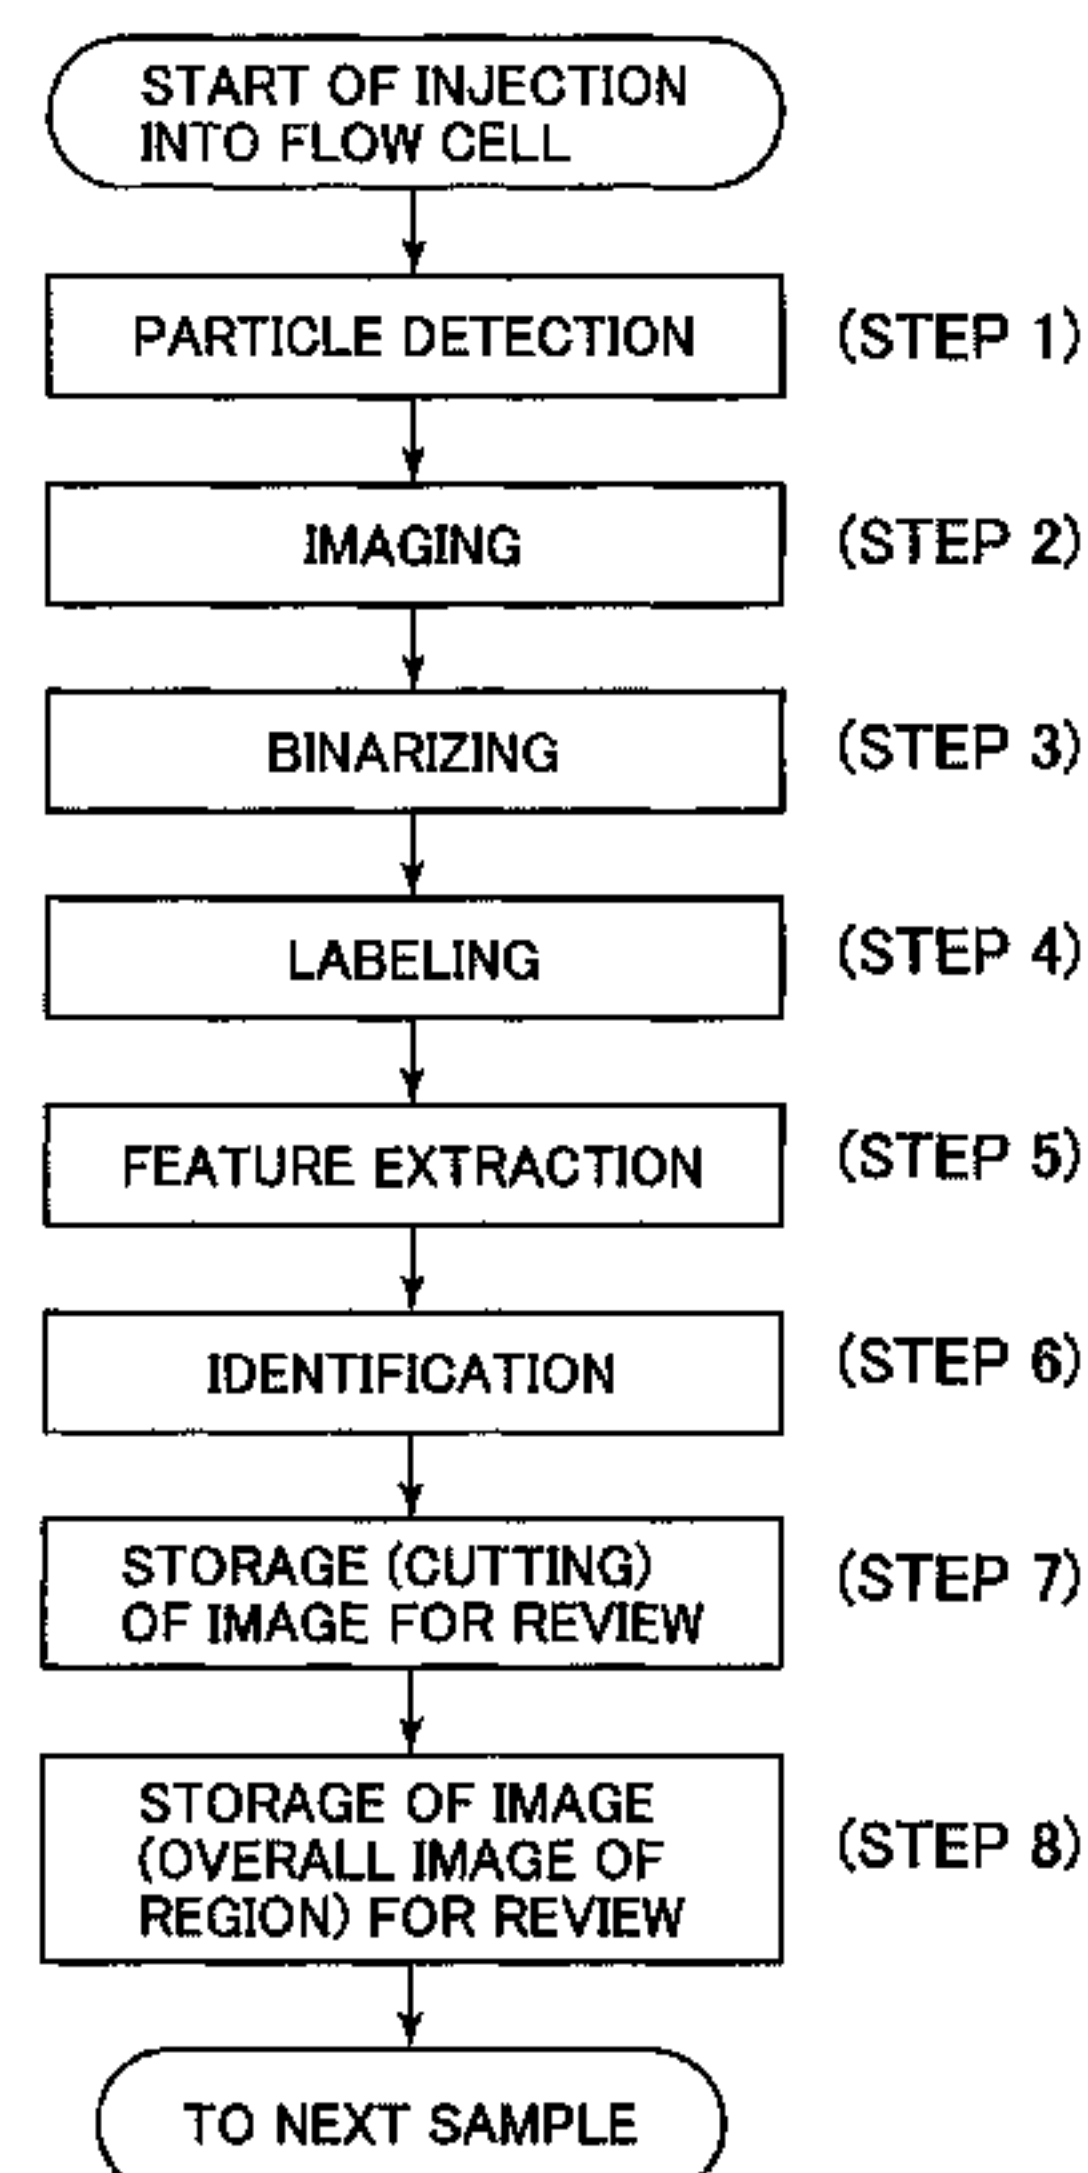 START OF INJECTION
INTO FLOW CELL
PARTICLE DETECTION (STEP 1)
IMAGING (STEP 2)
BINARIZING (STEP 3)
LABELING (STEP 4)
FEATURE EXTRACTION (STEP 5)
IDENTIFICATION (STEP 6)
STORAGE (CUTTING)
OF IMAGE FOR REVIEW
(STEP 7)
STORAGE OF IMAGE
(OVERALL IMAGE OF
REGION) FOR REVIEW
(STEP 8)
TO NEXT SAMPLE